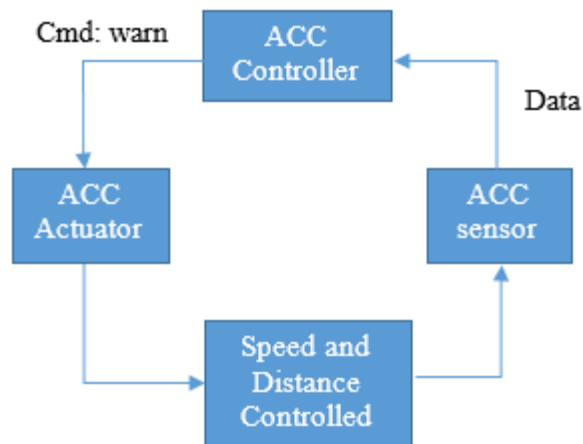 Cmd: warn
ACC
Controller
Data
ACC
Actuator
ACC
sensor
Speed and
Distance
Controlled